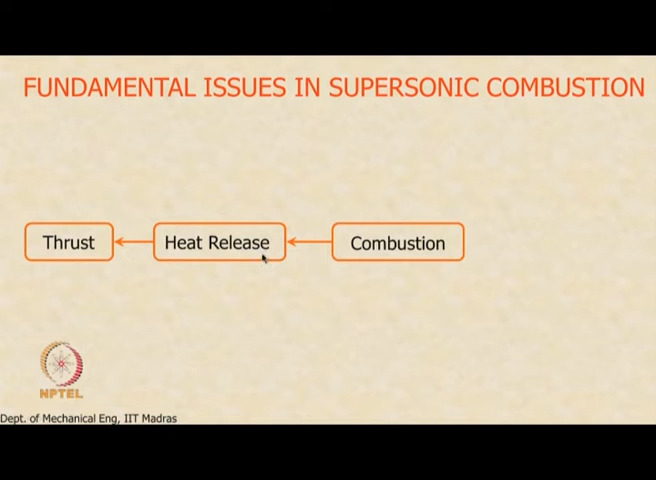 FUNDAMENTAL ISSUES IN SUPERSONIC COMBUSTION
Thrust
Heat Release
Combustion
NPTEL
Dept. of Mechanical Eng, IIT Madras